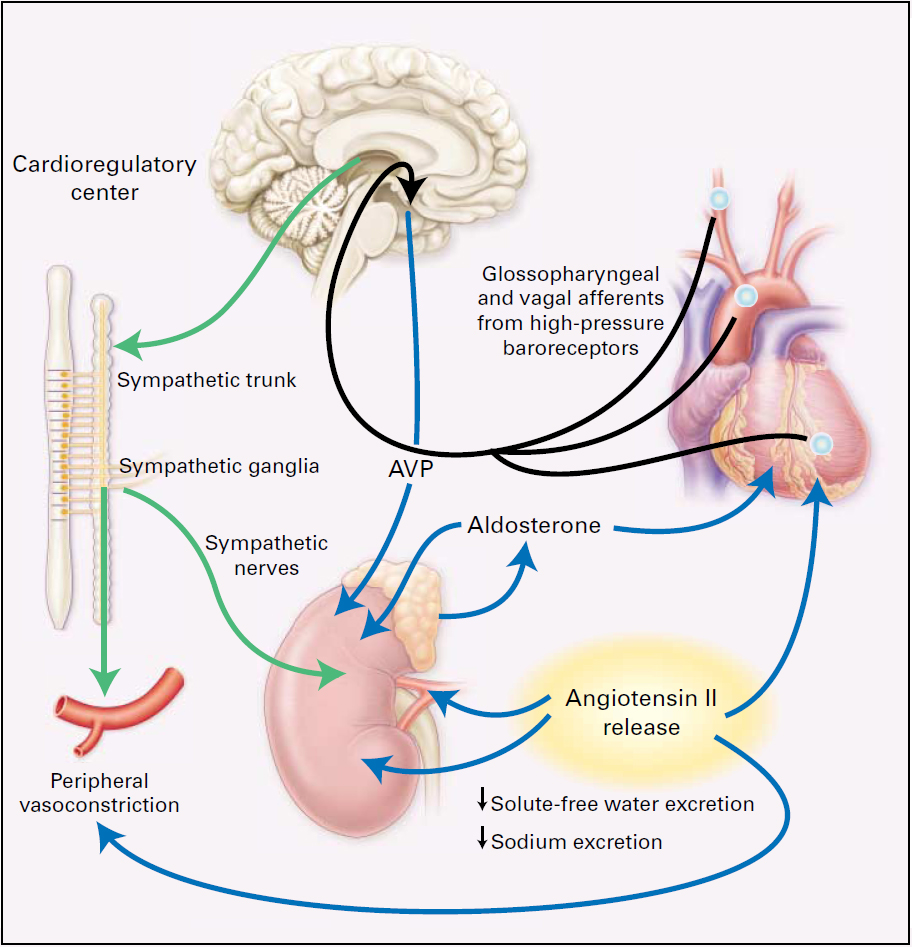 Cardioregulatory
center
Glossopharyngeal
and vagal afferents
from high-pressure
baroreceptors
Sympathetic trunk
Sympathetic ganglia
AVP
Aldosterone
Sympathetic
nerves
Angiotensin II
release
Peripheral
vasoconstriction
↓Solute-free water excretion
↓Sodium excretion